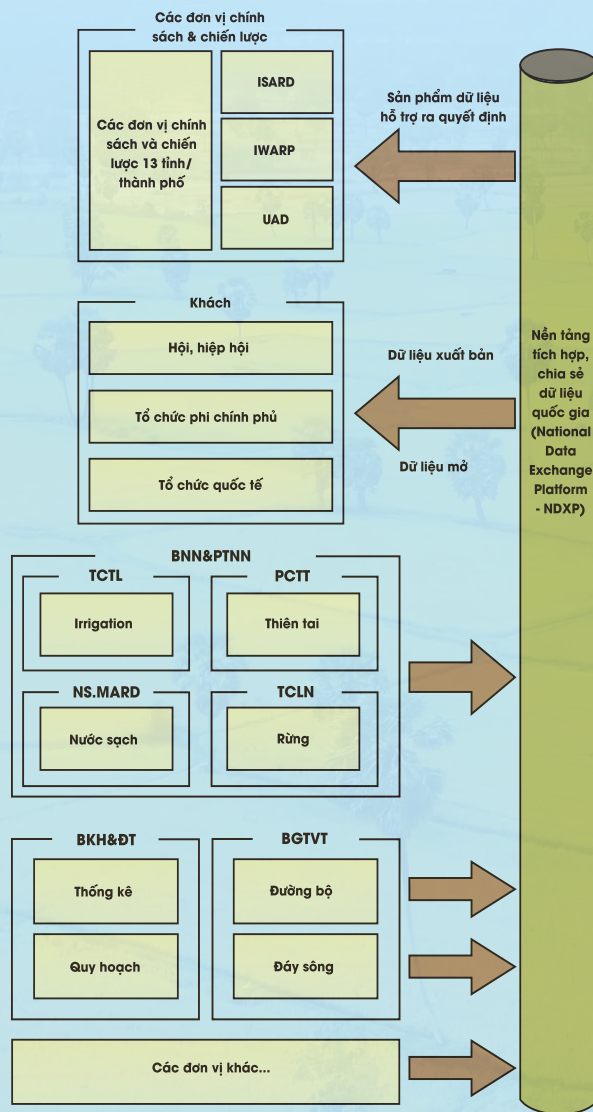 Các đơn vị chính
sách & chiến lược
Các đơn vị chính
sách và chiến
lược 13 tỉnh/
thành phố
ISARD
IWARP
UAD
Sản phẩm dữ liệu
hỗ trợ ra quyết định
Khách
Hội, hiệp hội
Tổ chức phi chính phủ
Tổ chức quốc tế
Dữ liệu xuất bản
Dữ liệu mở
Nền tảng
tích hợp,
chia sẻ
dữ liệu
quốc gia
(National
Data
Exchange
Platform
- NDXP)
BNN&PTNN
TCTL
Irrigation
PCTT
Thiên tai
NS.MARD
Nước sạch
TCLN
Rừng
BKH&ĐT
Thống kê
Quy hoạch
BGTVT
Đường bộ
Đáy sông
Các đơn vị khác...